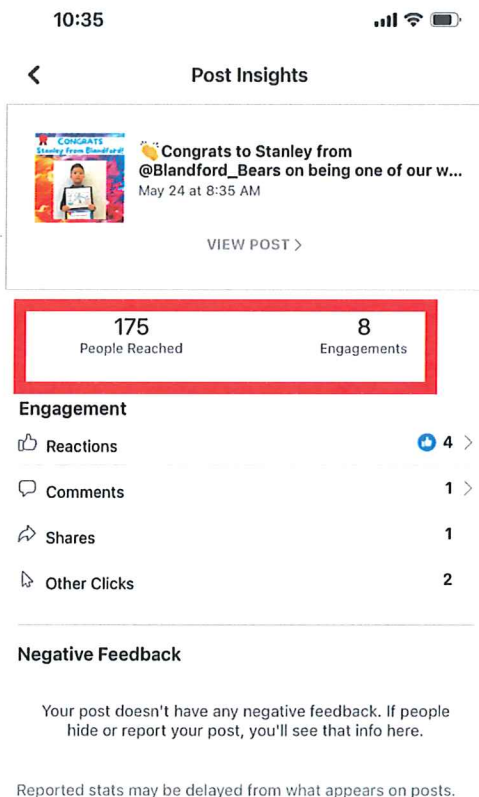 10:35
Post Insights
CONGRATS
Stanley from Blandford!
👏Congrats to Stanley from
@Blandford_Bears on being one of our w...
May 24 at 8:35 AM
VIEW POST >
175 8
People Reached Engagements
Engagement
Reactions 4 >
Comments 1 >
Shares 1
Other Clicks 2
Negative Feedback
Your post doesn't have any negative feedback. If people
hide or report your post, you'll see that info here.
Reported stats may be delayed from what appears on posts.